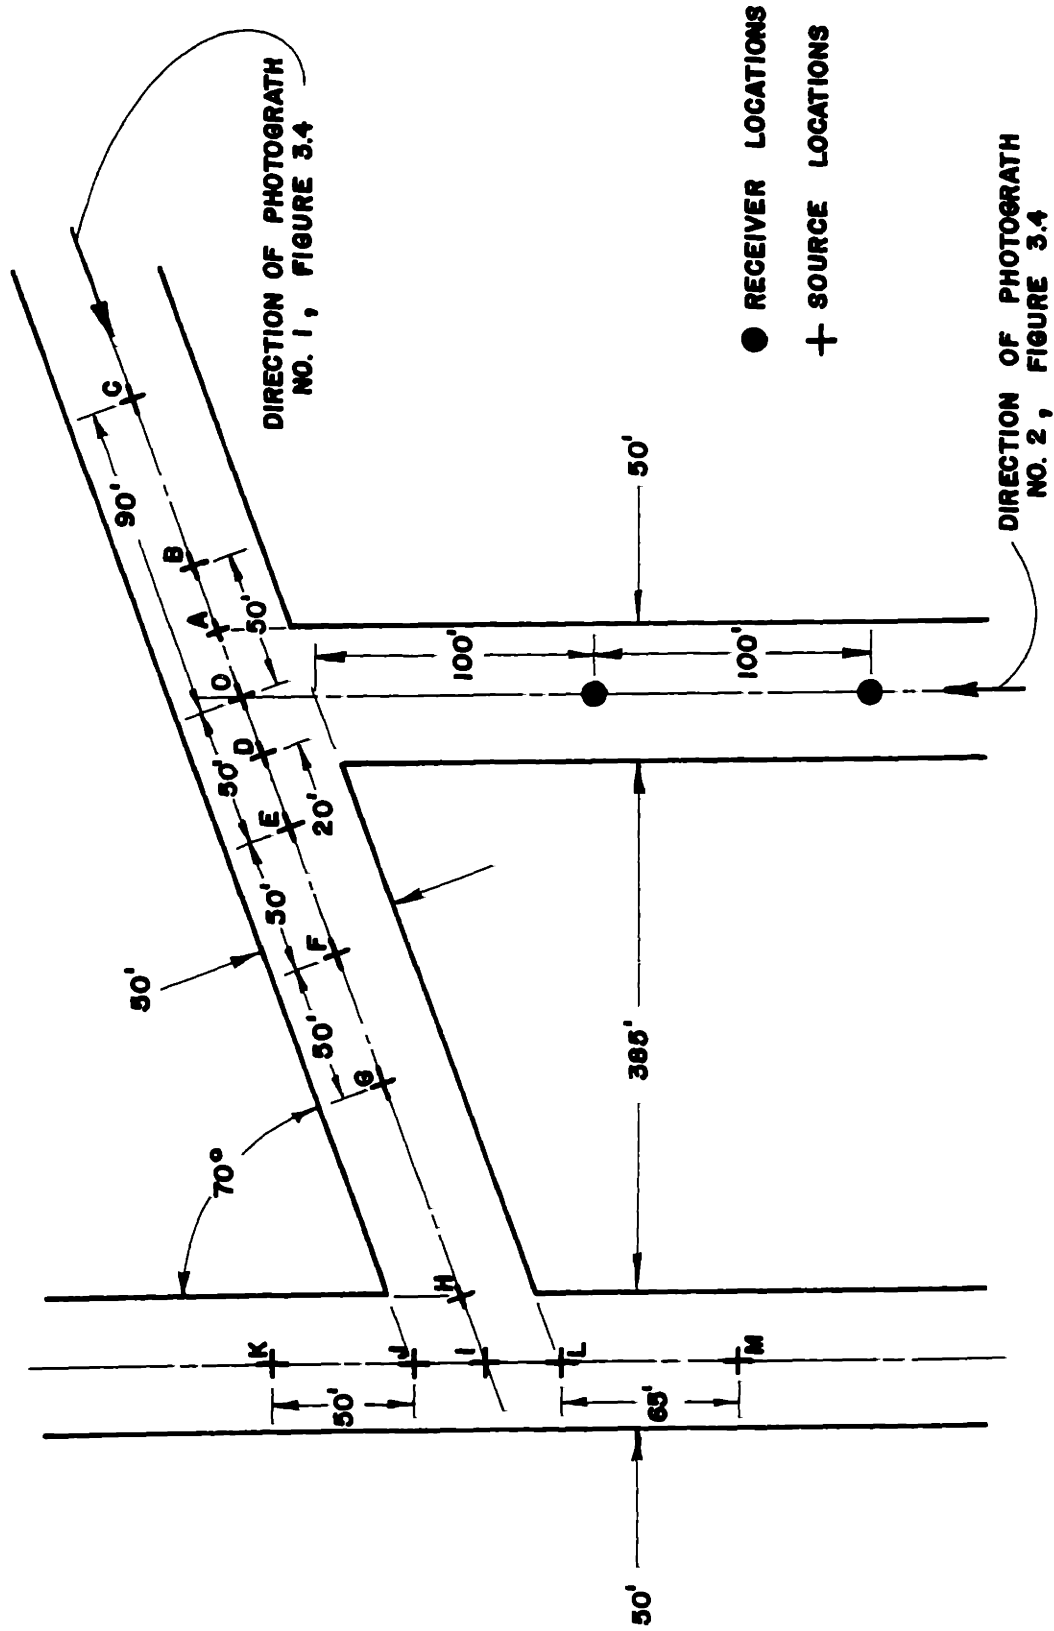 DIRECTION OF PHOTOGRATH
NO. 1, FIGURE 3.4
C
90'
B
A
50'
O
D
50'
E
20'
50'
F
50'
50'
G
70°
H
K
J
I
L
M
50'
65'
50'
385'
50'
100'
100'
● RECEIVER LOCATIONS
+ SOURCE LOCATIONS
DIRECTION OF PHOTOGRATH
NO. 2, FIGURE 3.4